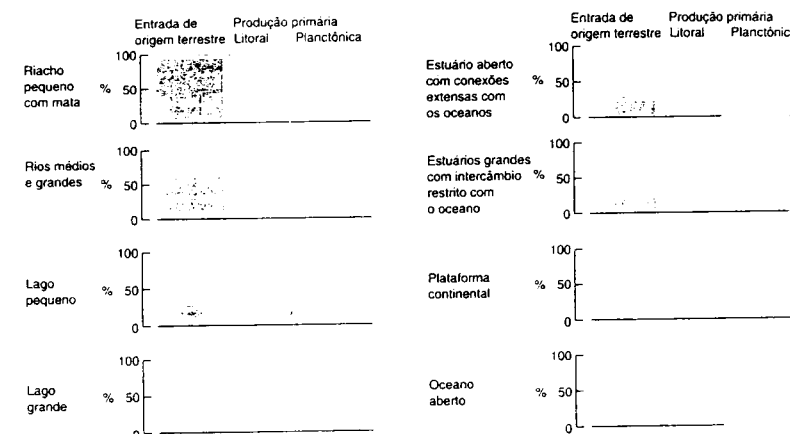 Entrada de
origem terrestre
Produção primária
Litoral Planctônica
Riacho
pequeno
com mata
%
100
50
0
Rios médios
e grandes
%
100
50
0
Lago
pequeno
%
100
50
0
Lago
grande
%
100
50
0
Entrada de
origem terrestre
Produção primária
Litoral Planctônic
Estuário aberto
com conexões
extensas com
os oceanos
%
100
50
0
Estuários grandes
com intercâmbio
restrito com
o oceano
%
100
50
0
Plataforma
continental
%
100
50
0
Oceano
aberto
%
100
50
0